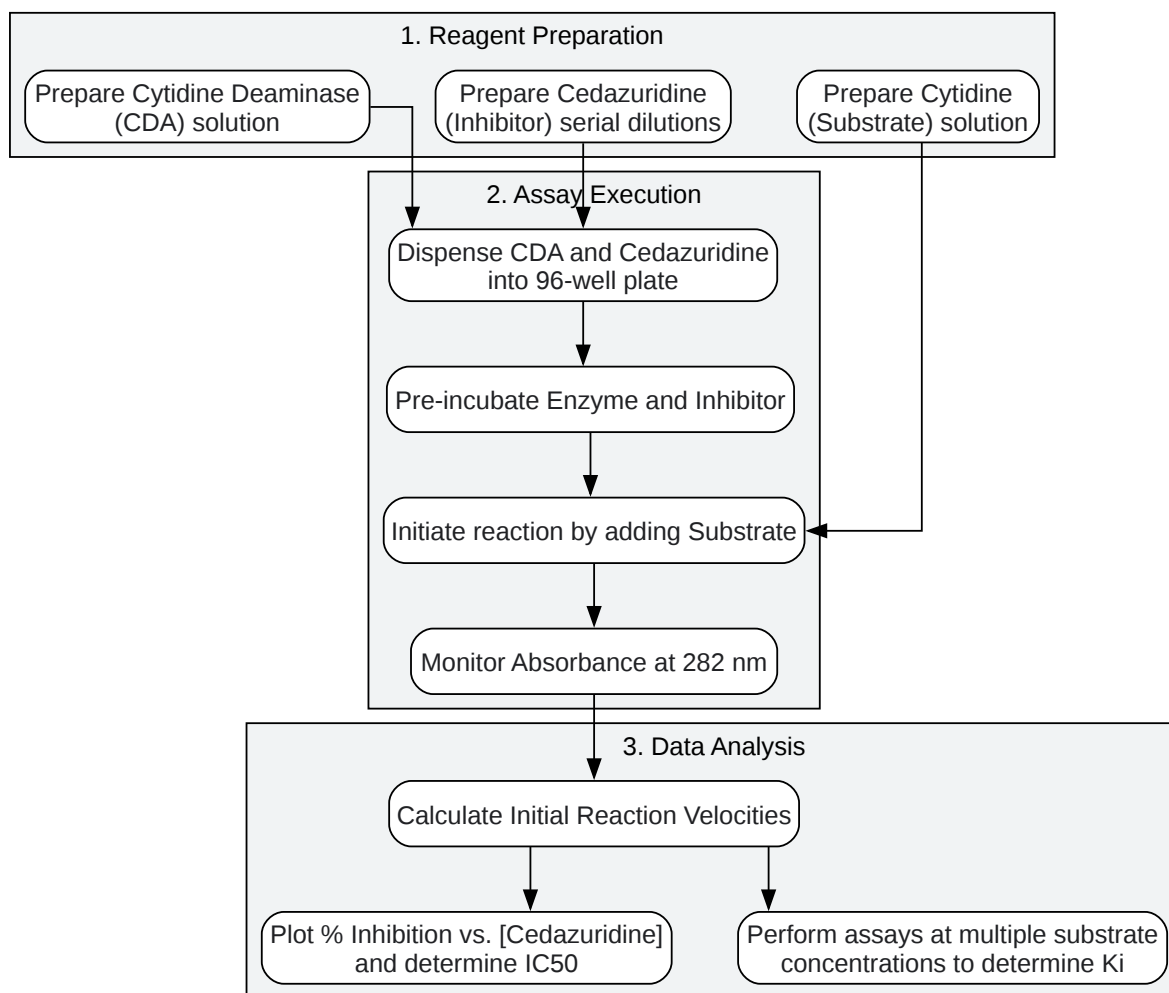 1. Reagent Preparation
Prepare Cytidine Deaminase
(CDA) solution
Prepare Cedazuridine
(Inhibitor) serial dilutions
Prepare Cytidine
(Substrate) solution
2. Assay Execution
Dispense CDA and Cedazuridine
into 96-well plate
Pre-incubate Enzyme and Inhibitor
Initiate reaction by adding Substrate
Monitor Absorbance at 282 nm
3. Data Analysis
Calculate Initial Reaction Velocities
Plot % Inhibition vs. [Cedazuridine]
and determine IC50
Perform assays at multiple substrate
concentrations to determine Ki